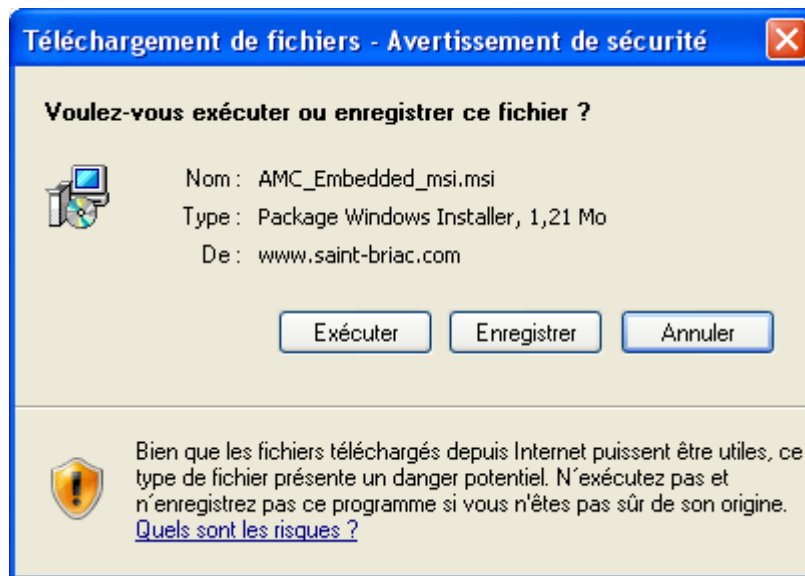 Téléchargement de fichiers - Avertissement de sécurité
Voulez-vous exécuter ou enregistrer ce fichier ?
Nom : AMC_Embedded_msi.msi
Type : Package Windows Installer, 1,21 Mo
De : www.saint-briac.com
Exécuter Enregistrer Annuler
Bien que les fichiers téléchargés depuis Internet puissent être utiles, ce
type de fichier présente un danger potentiel. N´exécutez pas et
n´enregistrez pas ce programme si vous n'êtes pas sûr de son origine.
Quels sont les risques ?